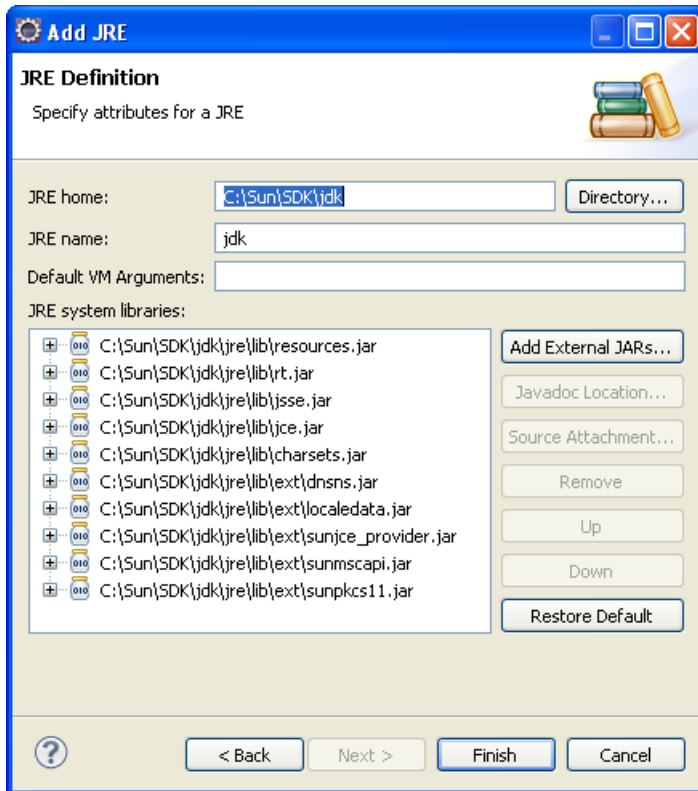 Add JRE
JRE Definition
Specify attributes for a JRE
JRE home: C:\Sun\SDK\jdk Directory...
JRE name: jdk
Default VM Arguments:
JRE system libraries:
C:\Sun\SDK\jdk\jre\lib\resources.jar
C:\Sun\SDK\jdk\jre\lib\rt.jar
C:\Sun\SDK\jdk\jre\lib\jsse.jar
C:\Sun\SDK\jdk\jre\lib\jce.jar
C:\Sun\SDK\jdk\jre\lib\charsets.jar
C:\Sun\SDK\jdk\jre\lib\ext\dnsns.jar
C:\Sun\SDK\jdk\jre\lib\ext\localedata.jar
C:\Sun\SDK\jdk\jre\lib\ext\sunjce_provider.jar
C:\Sun\SDK\jdk\jre\lib\ext\sunmscapi.jar
C:\Sun\SDK\jdk\jre\lib\ext\sunpkcs11.jar
Add External JARs...
Javadoc Location...
Source Attachment...
Remove
Up
Down
Restore Default
? < Back Next > Finish Cancel